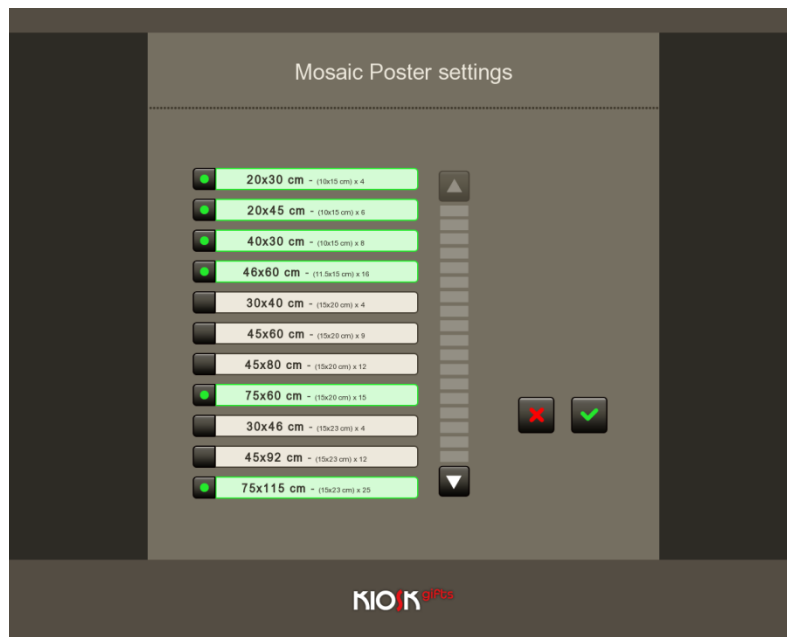 Mosaic Poster settings
20x30 cm - (10x15 cm) x 4
20x45 cm - (10x15 cm) x 6
40x30 cm - (10x15 cm) x 8
46x60 cm - (11.5x15 cm) x 16
30x40 cm - (15x20 cm) x 4
45x60 cm - (15x20 cm) x 9
45x80 cm - (15x20 cm) x 12
75x60 cm - (15x20 cm) x 15
30x46 cm - (15x23 cm) x 4
45x92 cm - (15x23 cm) x 12
75x115 cm - (15x23 cm) x 25
KIOSK gifts